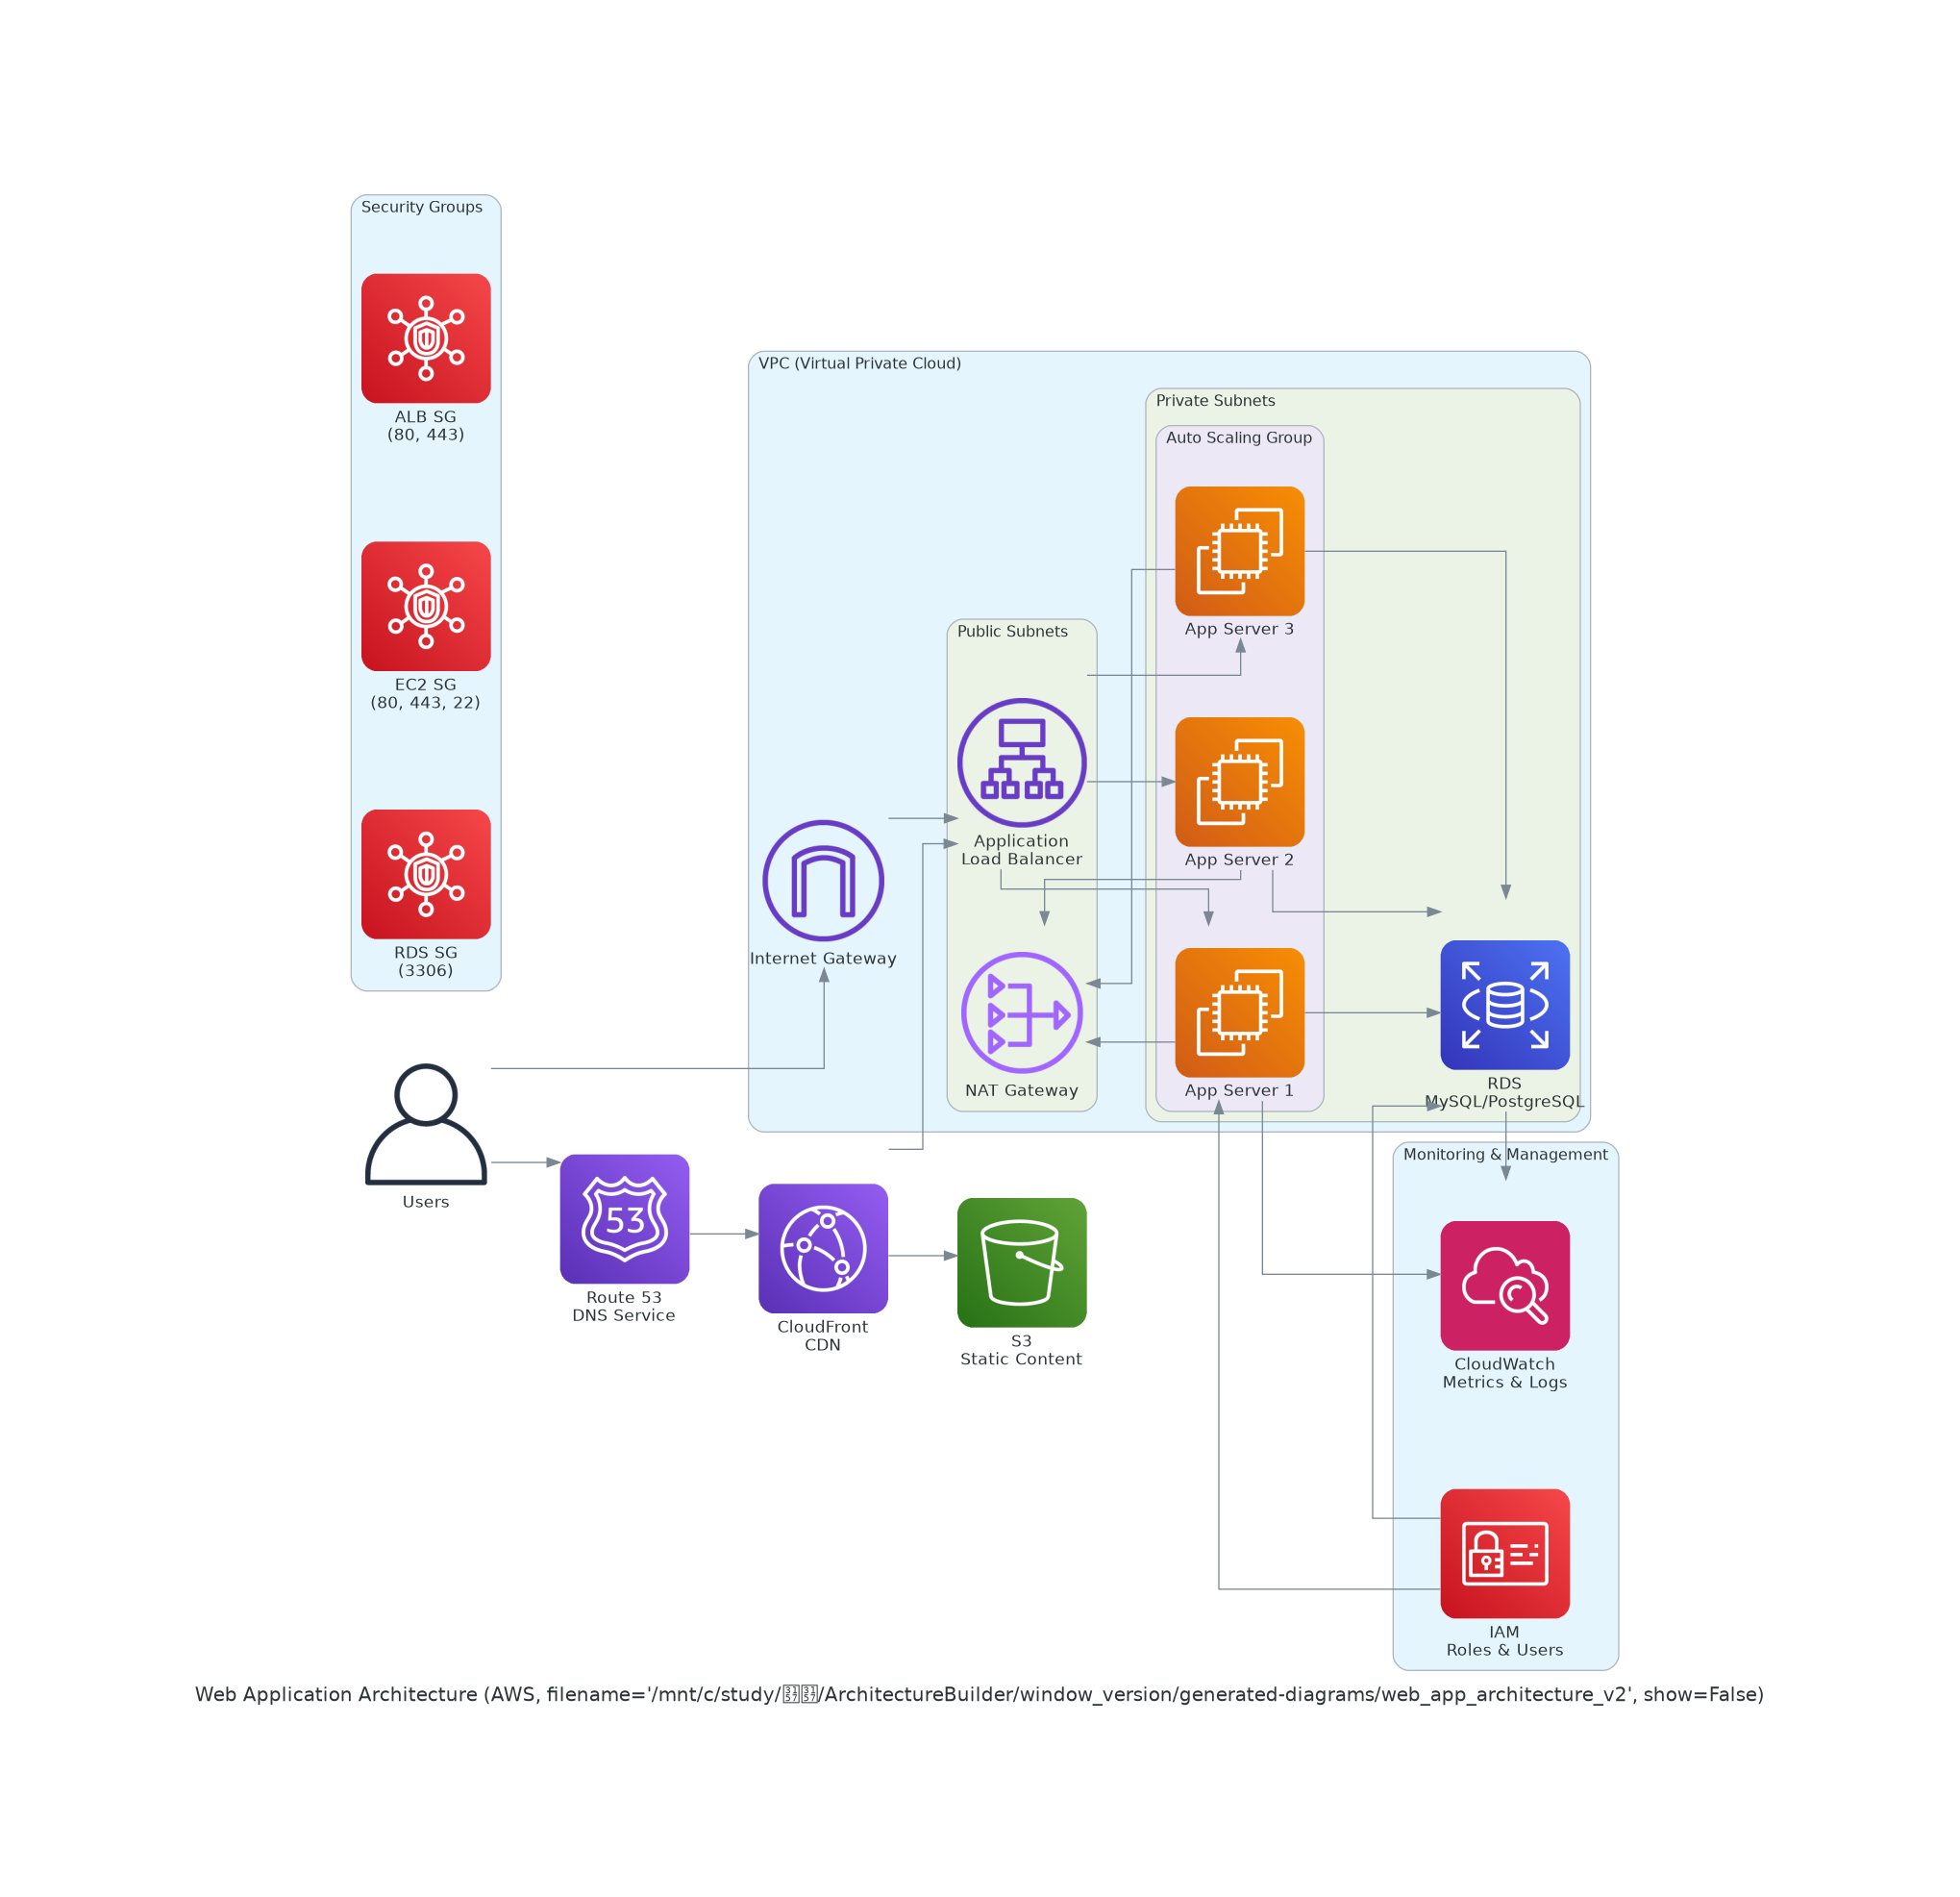 Security Groups
ALB SG
(80, 443)
EC2 SG
(80, 443, 22)
RDS SG
(3306)
VPC (Virtual Private Cloud)
Private Subnets
Auto Scaling Group
App Server 3
Public Subnets
Application
Load Balancer
App Server 2
Internet Gateway
NAT Gateway
App Server 1
RDS
MySQL/PostgreSQL
Users
53
Route 53
DNS Service
CloudFront
CDN
S3
Static Content
Monitoring & Management
CloudWatch
Metrics & Logs
IAM
Roles & Users
Web Application Architecture (AWS, filename='/mnt/c/study//ArchitectureBuilder/window_version/generated-diagrams/web_app_architecture_v2', show=False)